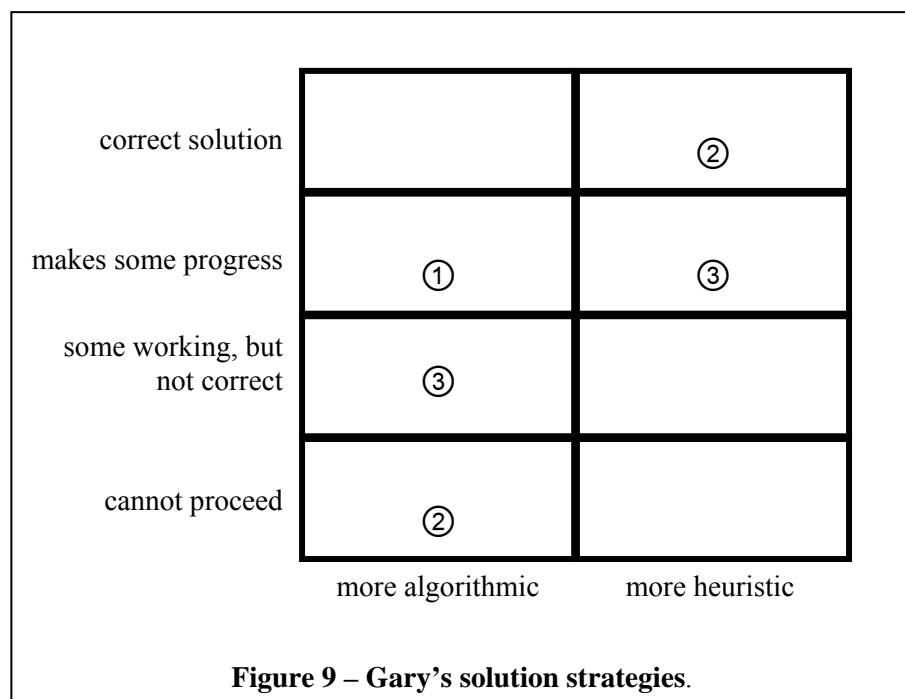 correct solution
②
makes some progress
①
③
some working, but
not correct
③
cannot proceed
②
more algorithmic
more heuristic
Figure 9 – Gary’s solution strategies.